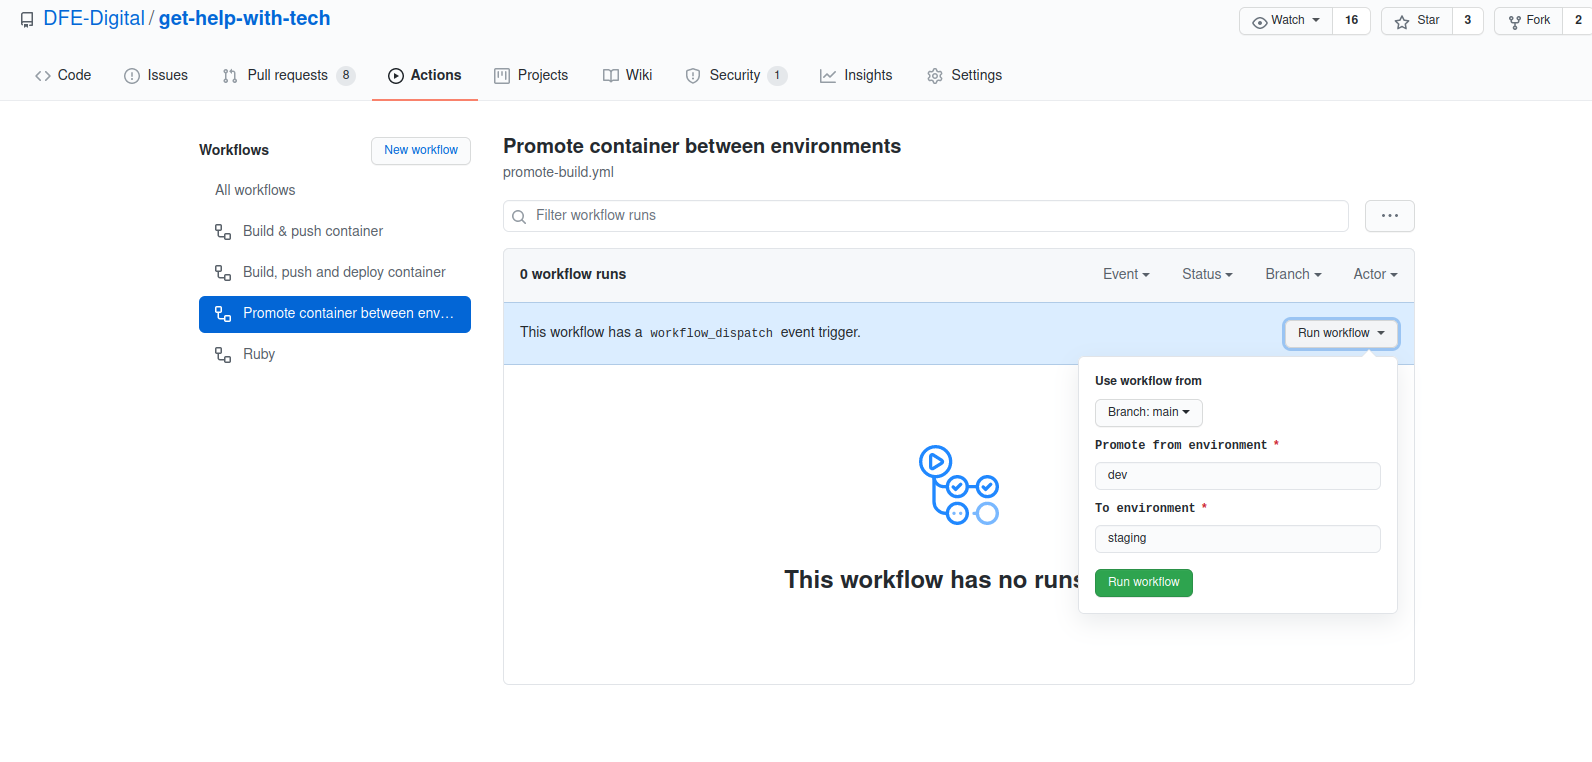 DFE-Digital / get-help-with-tech
Watch 16 Star 3 Fork 2
Code Issues Pull requests 8 Actions Projects Wiki Security 1 Insights Settings
Workflows
New workflow
All workflows
Build & push container
Build, push and deploy container
Promote container between env...
Ruby
Promote container between environments
promote-build.yml
Filter workflow runs
0 workflow runs
Event Status Branch Actor
This workflow has a workflow_dispatch event trigger.
Run workflow
Use workflow from
Branch: main
Promote from environment *
dev
To environment *
staging
Run workflow
This workflow has no runs